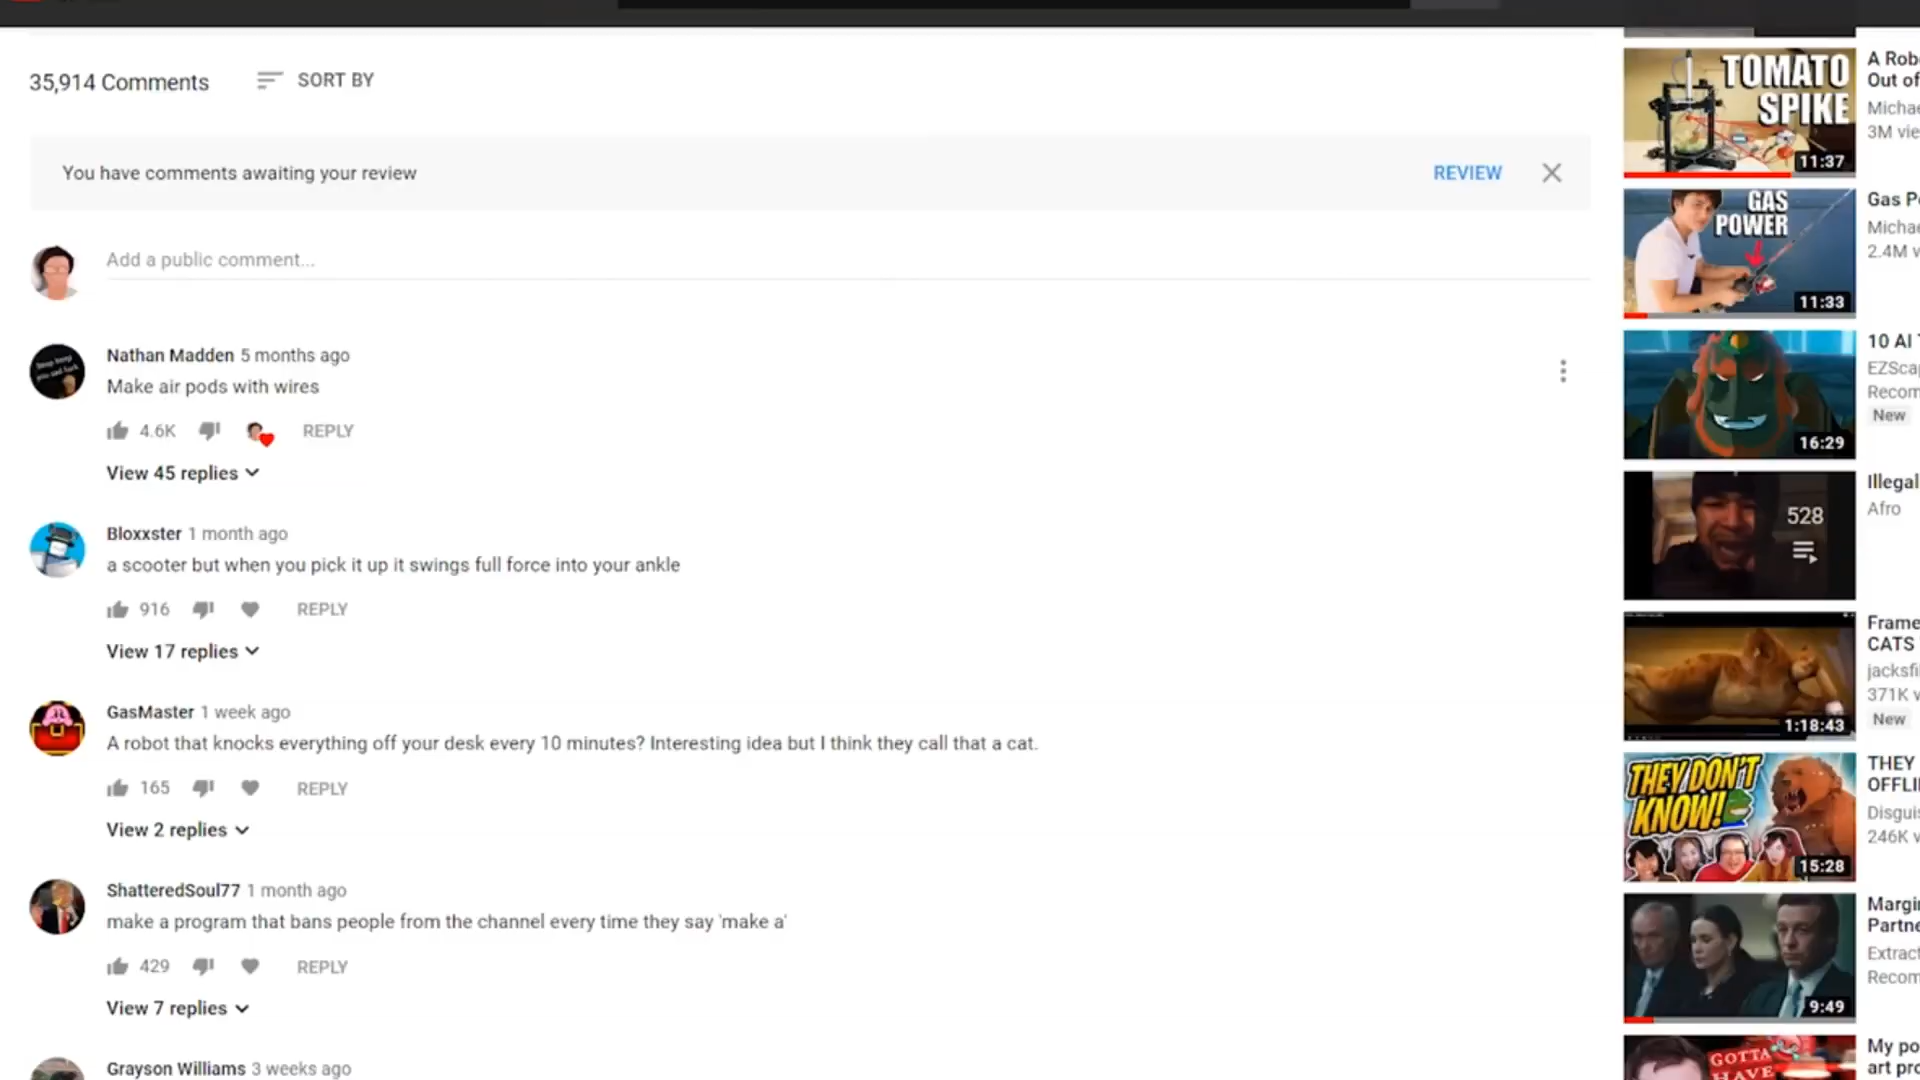 35,914 Comments
SORT BY
You have comments awaiting your review
REVIEW
Add a public comment...
Nathan Madden 5 months ago
Make air pods with wires
4.6K
REPLY
View 45 replies
Bloxxster 1 month ago
a scooter but when you pick it up it swings full force into your ankle
916
REPLY
View 17 replies
GasMaster 1 week ago
A robot that knocks everything off your desk every 10 minutes? Interesting idea but I think they call that a cat.
165
REPLY
View 2 replies
ShatteredSoul77 1 month ago
make a program that bans people from the channel every time they say 'make a'
429
REPLY
View 7 replies
Grayson Williams 3 weeks ago
TOMATO
SPIKE
11:37
A Rob
Out of
Michae
3M vie
GAS
POWER
11:33
Gas P
Michae
2.4M v
16:29
10 AI
EZSca
Recom
New
528
Illegal
Afro
1:18:43
Frame
CATS
jacksfi
371K v
New
THEY DON'T
KNOW!
15:28
THEY
OFFLI
Disgui
246K v
9:49
Margi
Partne
Extract
Recom
GOTTA
HAVE
My po
art pro